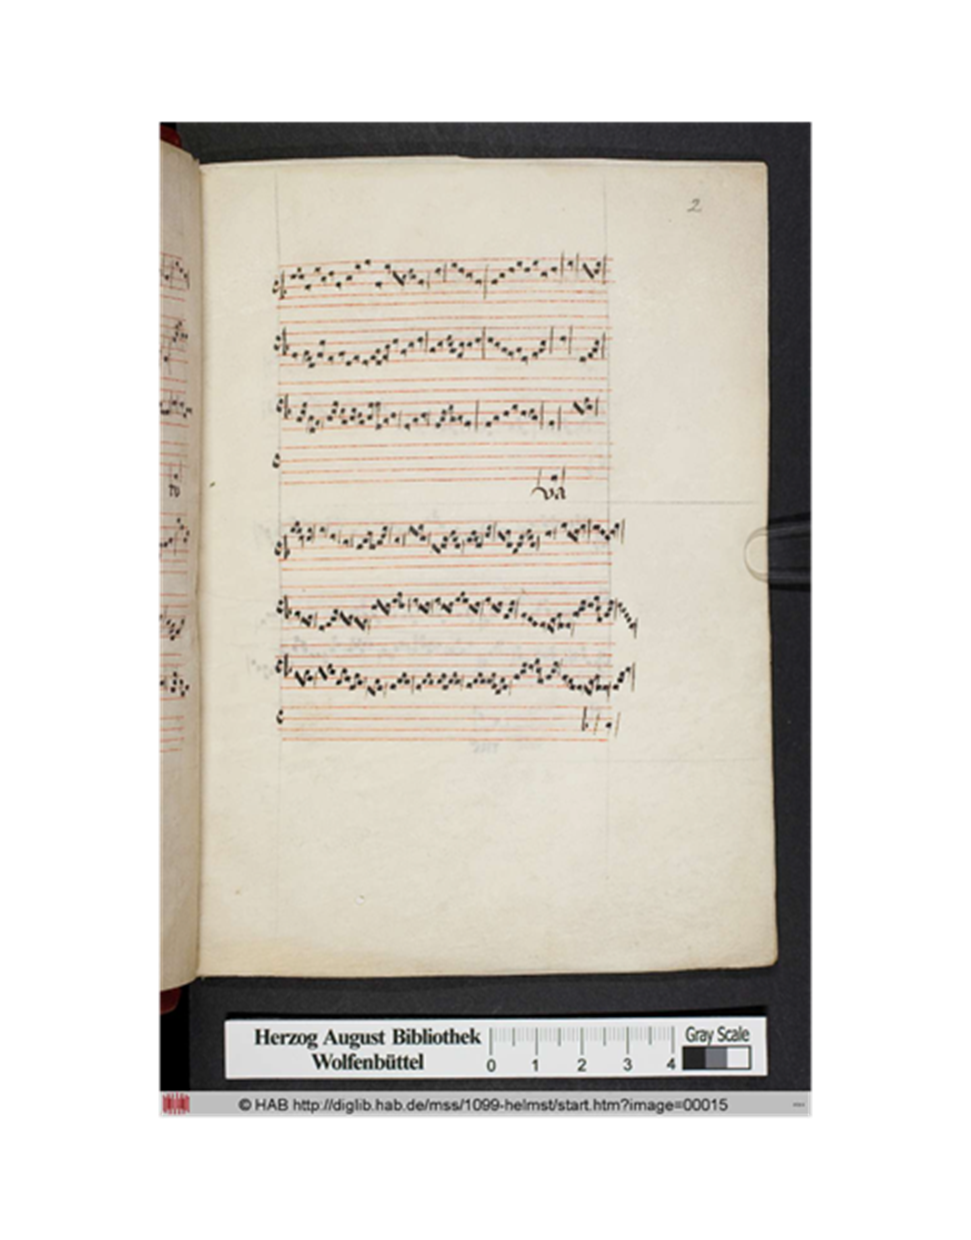 2
to
va
Herzog August Bibliothek
Wolfenbüttel
0 1 2 3 4
Gray Scale
© HAB http://diglib.hab.de/mss/1099-helmst/start.htm?image=00015